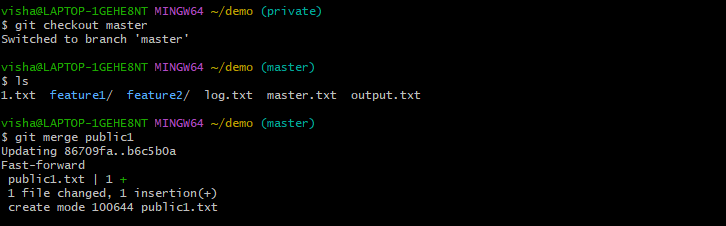 visha@LAPTOP-1GEHE8NT MINGW64 ~/demo (private)
$ git checkout master
Switched to branch 'master'
visha@LAPTOP-1GEHE8NT MINGW64 ~/demo (master)
$ ls
1.txt  feature1/  feature2/  log.txt  master.txt  output.txt
visha@LAPTOP-1GEHE8NT MINGW64 ~/demo (master)
$ git merge public1
Updating 86709fa..b6c5b0a
Fast-forward
 public1.txt | 1 +
 1 file changed, 1 insertion(+)
 create mode 100644 public1.txt